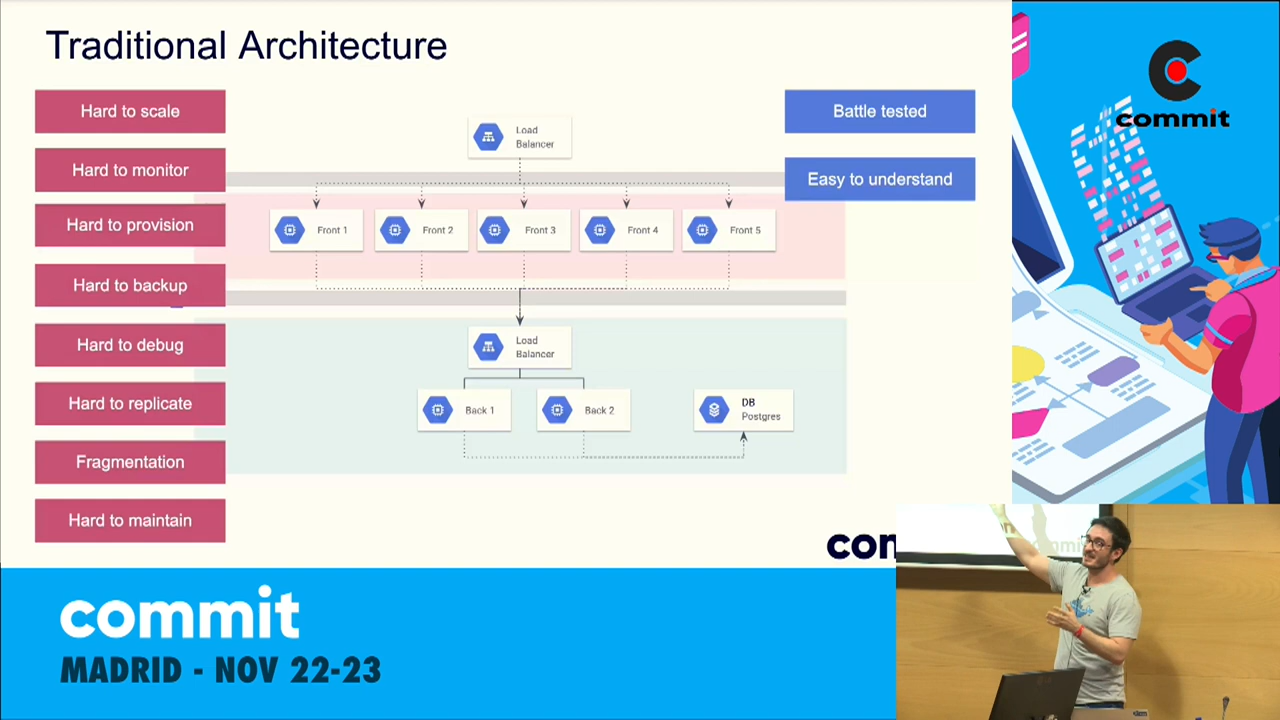 Traditional Architecture
Hard to scale
Hard to monitor
Hard to provision
Hard to backup
Hard to debug
Hard to replicate
Fragmentation
Hard to maintain
Battle tested
Easy to understand
Load
Balancer
Front 1
Front 2
Front 3
Front 4
Front 5
Load
Balancer
Back 1
Back 2
DB
Postgres
com
commit
commit
MADRID - NOV 22-23